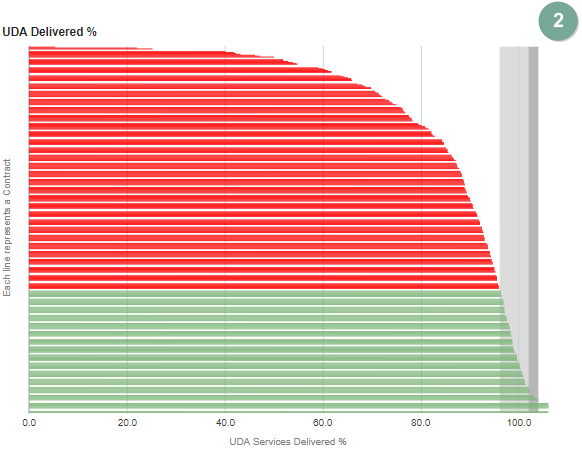 2
UDA Delivered %
Each line represents a Contract
0.0 20.0 40.0 60.0 80.0 100.0
UDA Services Delivered %